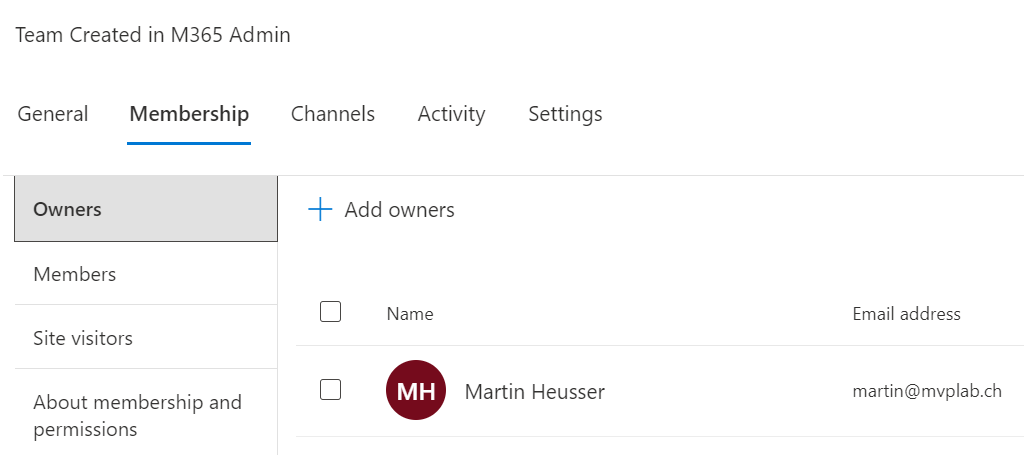 Team Created in M365 Admin
General Membership Channels Activity Settings
Owners
Members
Site visitors
About membership and
permissions
Add owners
Name Email address
MH Martin Heusser martin@mvplab.ch